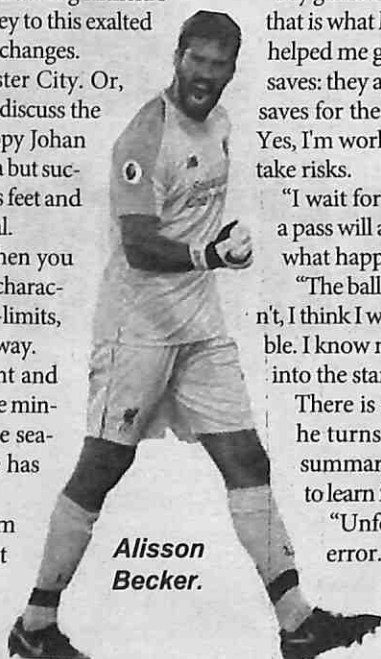 ey to this exalted
changes.
ster City. Or,
discuss the
py Johan
a but suc-
s feet and
l.
hen you
charac-
-limits,
way.
nt and
e min-
e sea-
has
m
t
Alisson
Becker.
that is what
helped me g
saves: they a
saves for the
Yes, I'm work
take risks.
“I wait for
a pass will a
what happ
“The ball
n't, I think I w
ble. I know n
into the star
There is
he turns
summar
to learn
“Unfo
error.